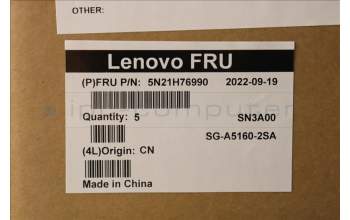 OTHER:
Lenovo FRU
(P)FRU P/N: 5N21H76990 2022-09-19
Quantity: 5 SN3A00
SG-A5160-2SA
(4L)Origin: CN
Made in China